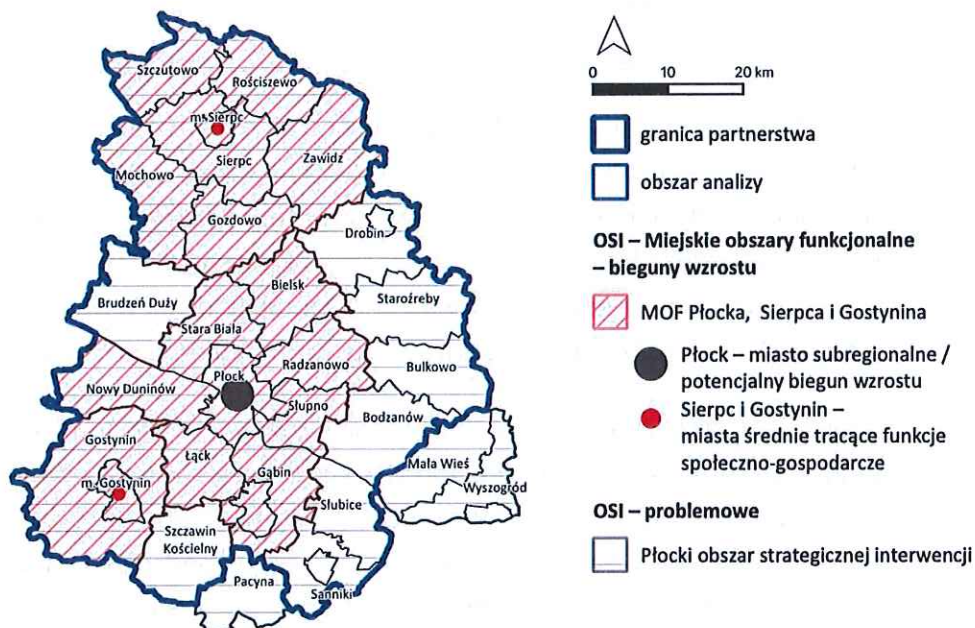 Szczutowo
Rościszewo
m. Sierpc
Sierpc
Zawidz
Mochowo
Gozdowo
Drobin
Bielsk
Brudzeń Duży
Staroźreby
Stara Biała
Radzanowo
Bulkowo
Płock
Nowy Duninów
Słupno
Bodzanów
Gostynin
Łąck
Gąbin
Mała Wieś
m. Gostynin
Wyszogród
Słubice
Szczawin
Kościelny
Pacyna
Sanniki
0 10 20 km
granica partnerstwa
obszar analizy
OSI – Miejskie obszary funkcjonalne
– bieguny wzrostu
MOF Płocka, Sierpca i Gostynina
Płock – miasto subregionalne /
potencjalny biegun wzrostu
Sierpc i Gostynin –
miasta średnie tracące funkcje
społeczno-gospodarcze
OSI – problemowe
Płocki obszar strategicznej interwencji